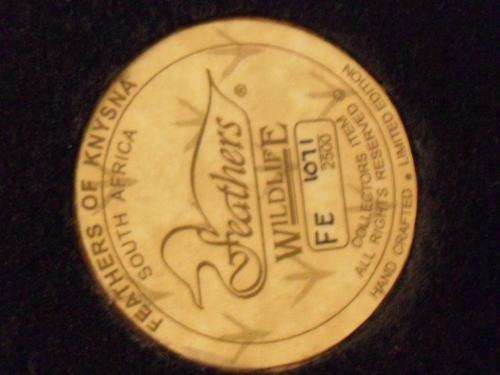 FEATHERS OF KNYSNA
SOUTH AFRICA
Feathers ®
WILDLIFE
FE 1071
2500
COLLECTORS ITEM ®
ALL RIGHTS RESERVED
HAND CRAFTED • LIMITED EDITION